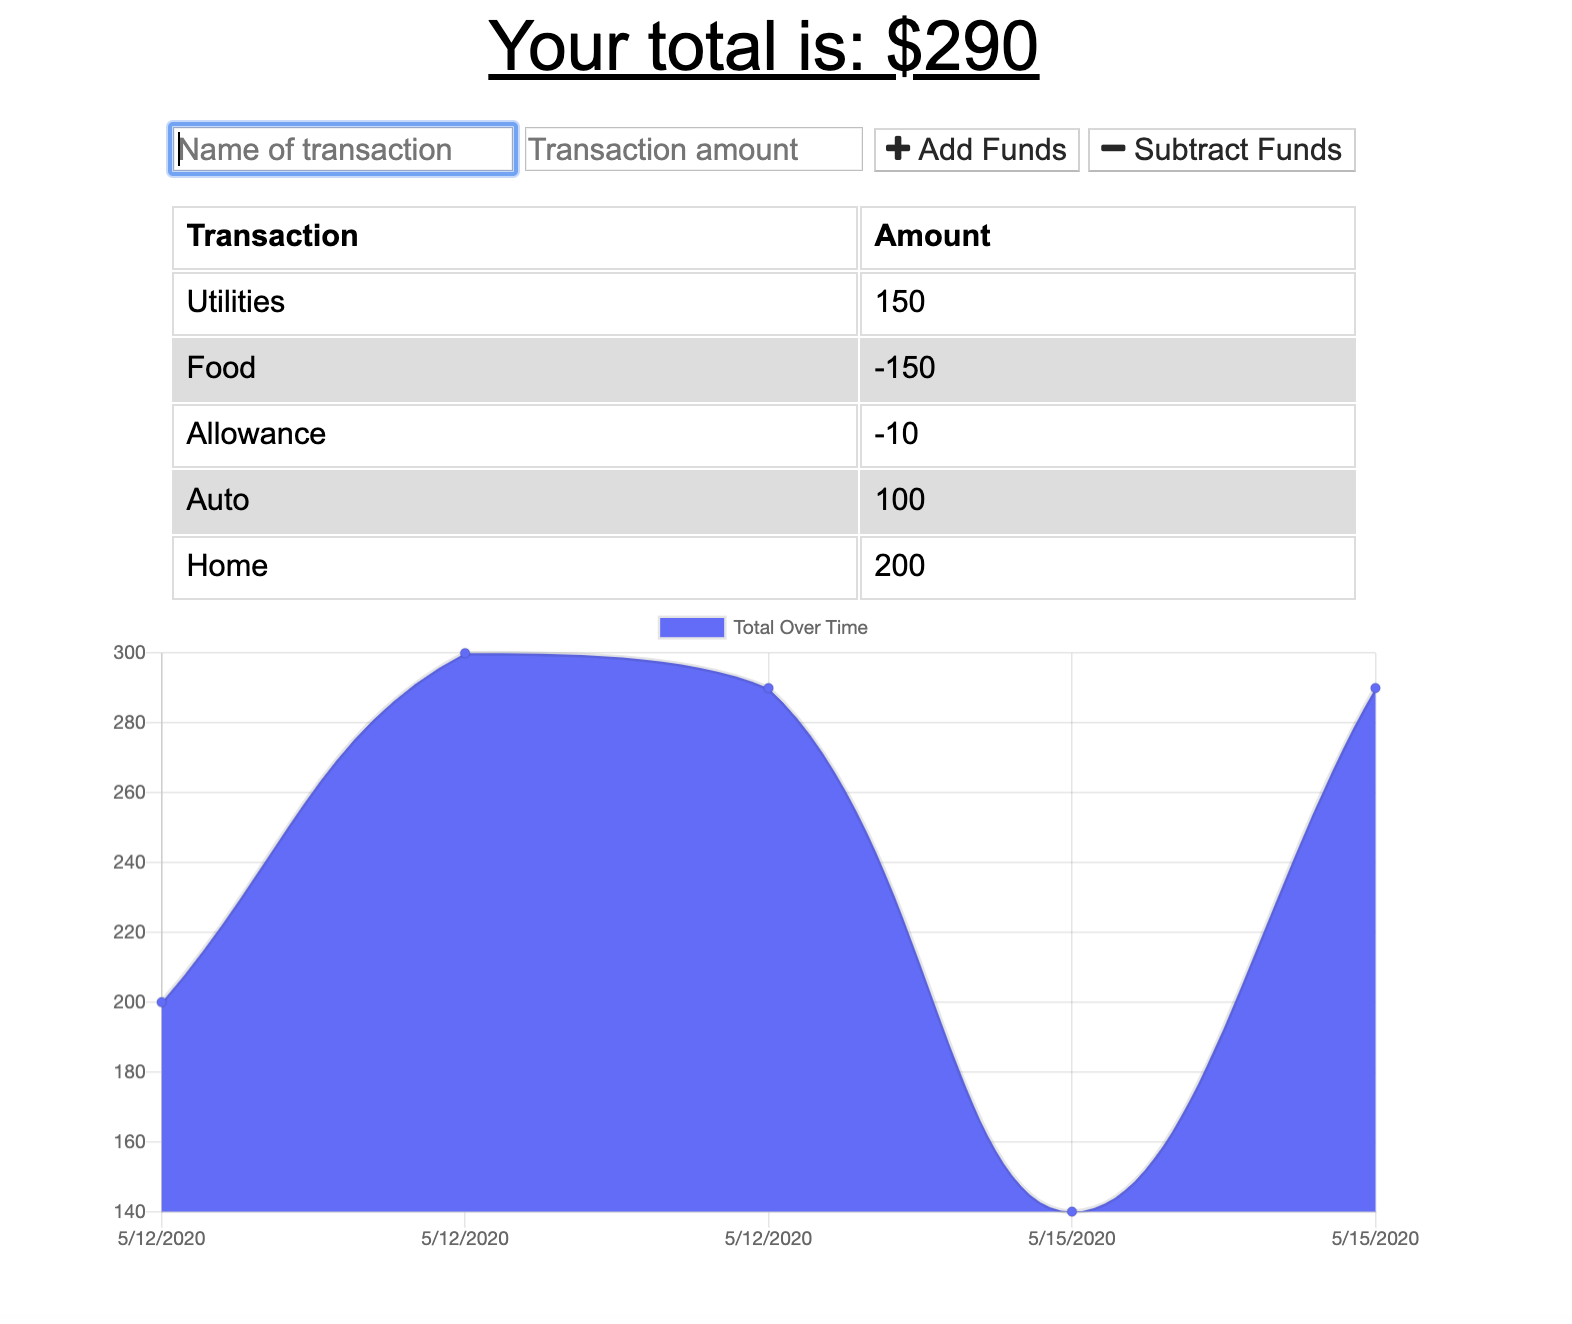 Your total is: $290
Name of transaction Transaction amount Add Funds Subtract Funds
Transaction Amount
Utilities 150
Food -150
Allowance -10
Auto 100
Home 200
Total Over Time
300
280
260
240
220
200
180
160
140
5/12/2020 5/12/2020 5/12/2020 5/15/2020 5/15/2020